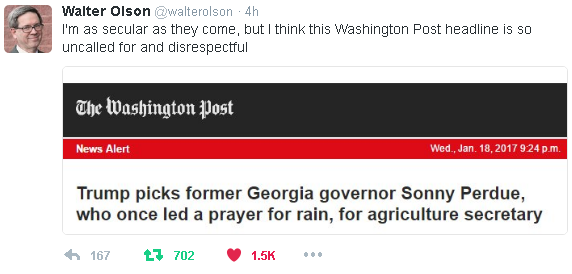 Walter Olson @walterolson · 4h
I'm as secular as they come, but I think this Washington Post headline is so
uncalled for and disrespectful
The Washington Post
News Alert Wed., Jan. 18, 2017 9:24 p.m.
Trump picks former Georgia governor Sonny Perdue,
who once led a prayer for rain, for agriculture secretary
167 702 1.5K